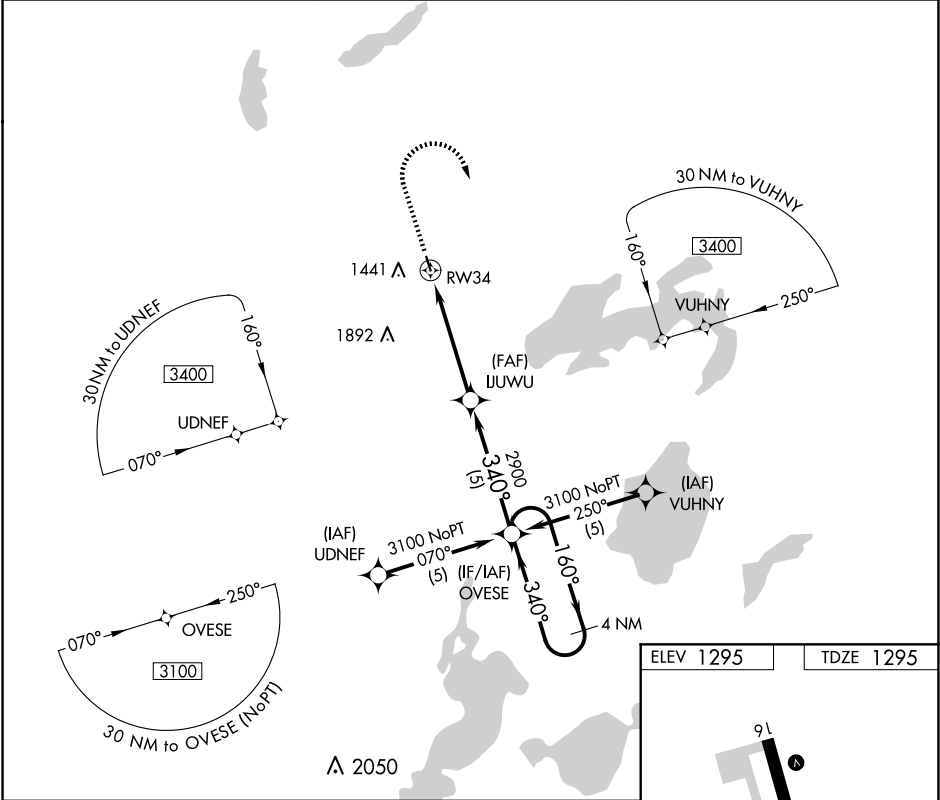 30 NM to VUHNY
3400
160°
250°
VUHNY
1441
RW34
1892
(FAF)
IJUWU
30 NM to UDNEF
160°
3400
UDNEF
070°
340°
(5)
2900
3100 NoPT
250°
(5)
(IAF)
VUHNY
(IAF)
UDNEF
3100 NoPT
070°
(5)
(IF/IAF)
OVESE
160°
340°
4 NM
250°
070°
OVESE
3100
30 NM to OVESE (NoPT)
2050
ELEV 1295
TDZE 1295
16